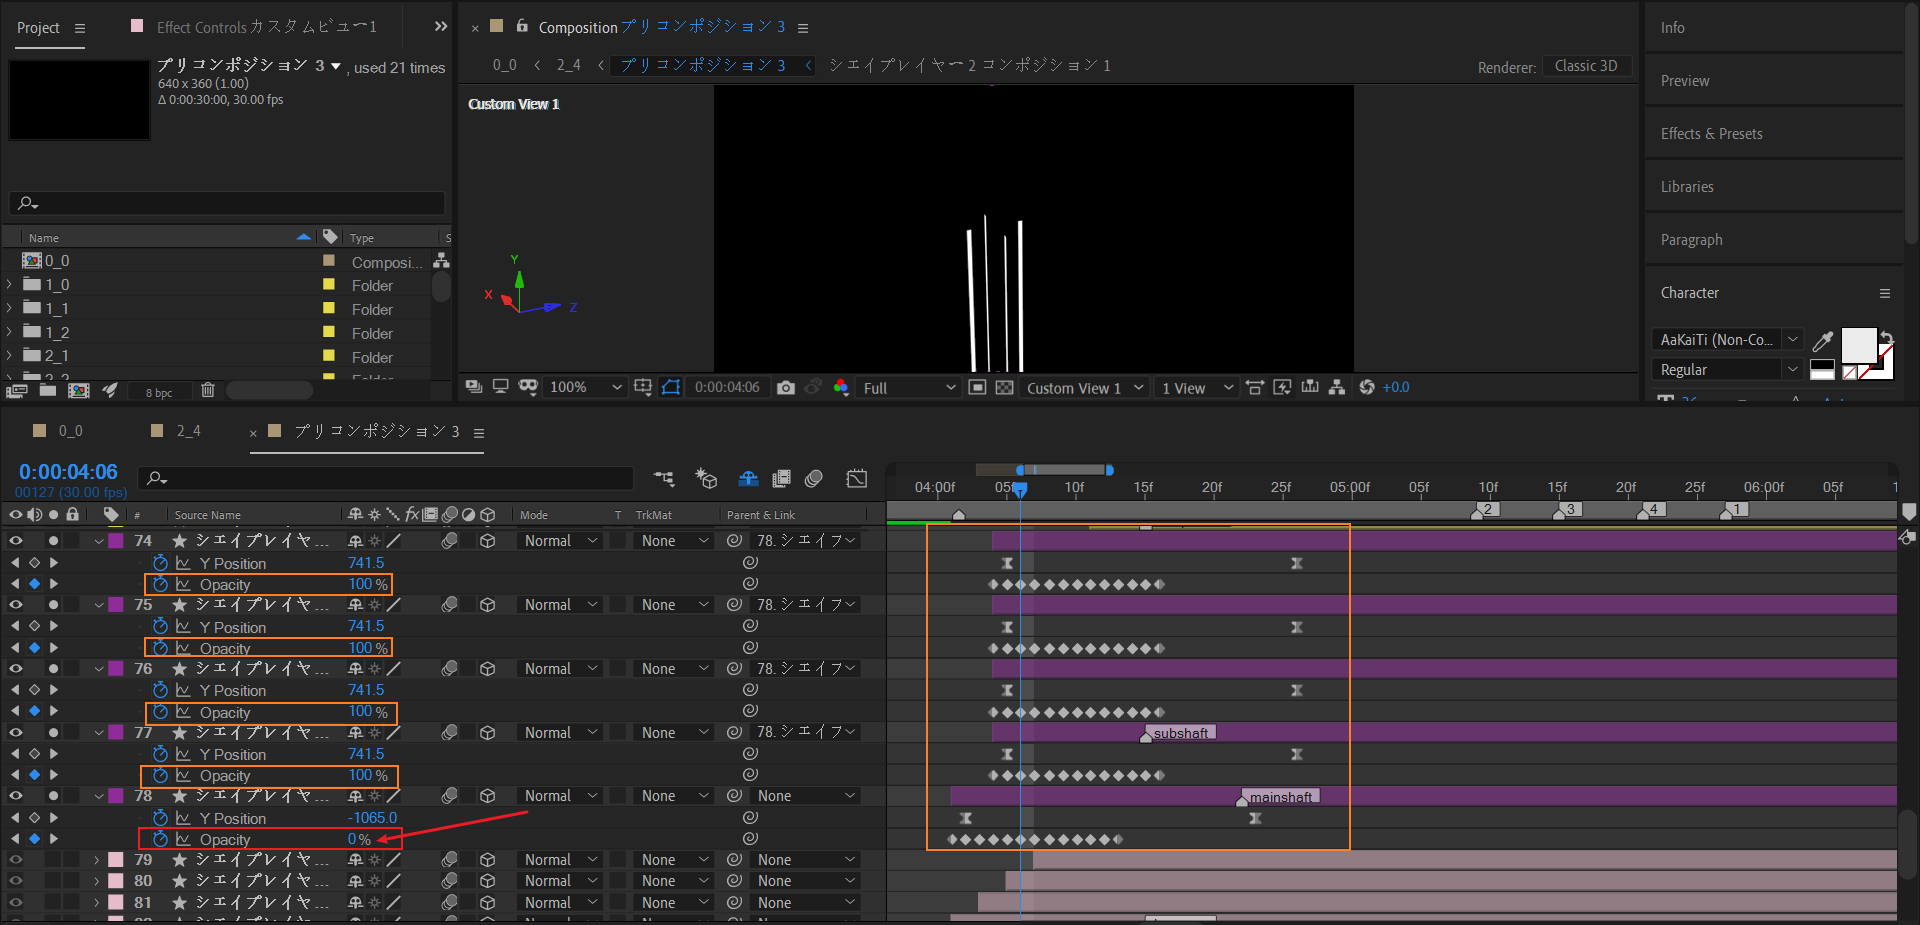 Project
Effect Controls カスタムビュー1
Composition プリコンポジション 3
Info
プリコンポジション 3 , used 21 times
640 x 360 (1.00)
Δ 0:00:30:00, 30.00 fps
0_0
2_4
プリコンポジション 3
シエイプレイヤー 2 コンポジション 1
Renderer:
Classic 3D
Preview
Custom View 1
Effects & Presets
Libraries
Paragraph
Character
Name
Type
S
0_0
Composi...
1_0
Folder
1_1
Folder
1_2
Folder
2_1
Folder
Y
X
Z
AaKaiTi (Non-Co...
Regular
8 bpc
100%
0:00:04:06
Full
Custom View 1
1 View
+0.0
0_0
2_4
プリコンポジション 3
0:00:04:06
00127 (30.00 fps)
04:00f
05f
10f
15f
20f
25f
05:00f
05f
10f
15f
20f
25f
06:00f
05f
1
2
3
4
1
#
Source Name
fx
Mode
T
TrkMat
Parent & Link
74 シエイプレイヤ... Normal None 78. シエイプ
Y Position 741.5
Opacity 100 %
75 シエイプレイヤ... Normal None 78. シエイプ
Y Position 741.5
Opacity 100 %
76 シエイプレイヤ... Normal None 78. シエイプ
Y Position 741.5
Opacity 100 %
77 シエイプレイヤ... Normal None 78. シエイプ
subshaft
Y Position 741.5
Opacity 100 %
78 シエイプレイヤ... Normal None None
mainshaft
Y Position -1065.0
Opacity 0 %
79 シエイプレイヤ... Normal None None
80 シエイプレイヤ... Normal None None
81 シエイプレイヤ... Normal None None